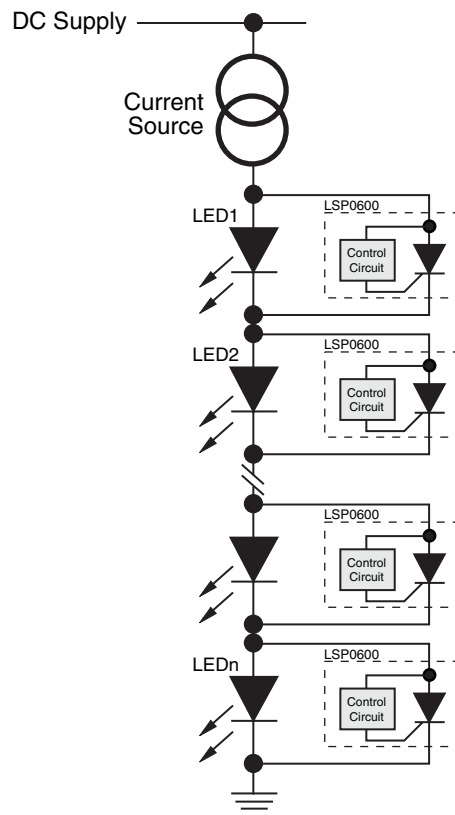 DC Supply
Current
Source
LED1
LSP0600
Control
Circuit
LED2
LSP0600
Control
Circuit
LSP0600
Control
Circuit
LEDn
LSP0600
Control
Circuit